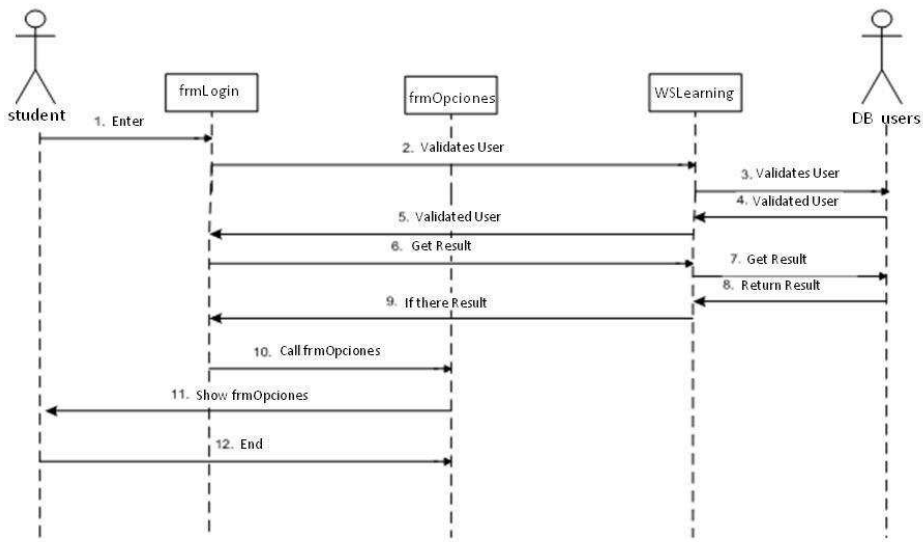 frmLogin
frmOpciones
WSLearning
student
DB users
1. Enter
2. Validates User
3. Validates User
4. Validated User
5. Validated User
6. Get Result
7. Get Result
8. Return Result
9. If there Result
10. Call frmOpciones
11. Show frmOpciones
12. End